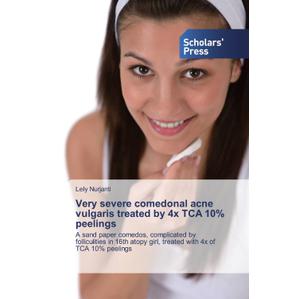 Scholars'
Press
Lely Nurjanti
Very severe comedonal acne
vulgaris treated by 4x TCA 10%
peelings
A sand paper comedos, complicated by
folliculities in 16th atopy girl, treated with 4x of
TCA 10% peelings